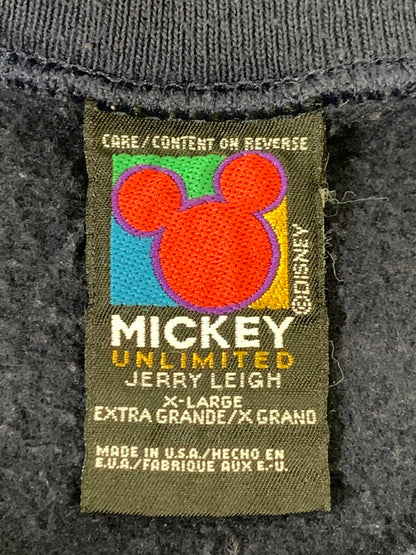 CARE/CONTENT ON REVERSE
©DISNEY
MICKEY
UNLIMITED
JERRY LEIGH
X-LARGE
EXTRA GRANDE/X GRAND
MADE IN U.S.A./HECHO EN
E.U.A./FABRIQUE AUX E.-U.